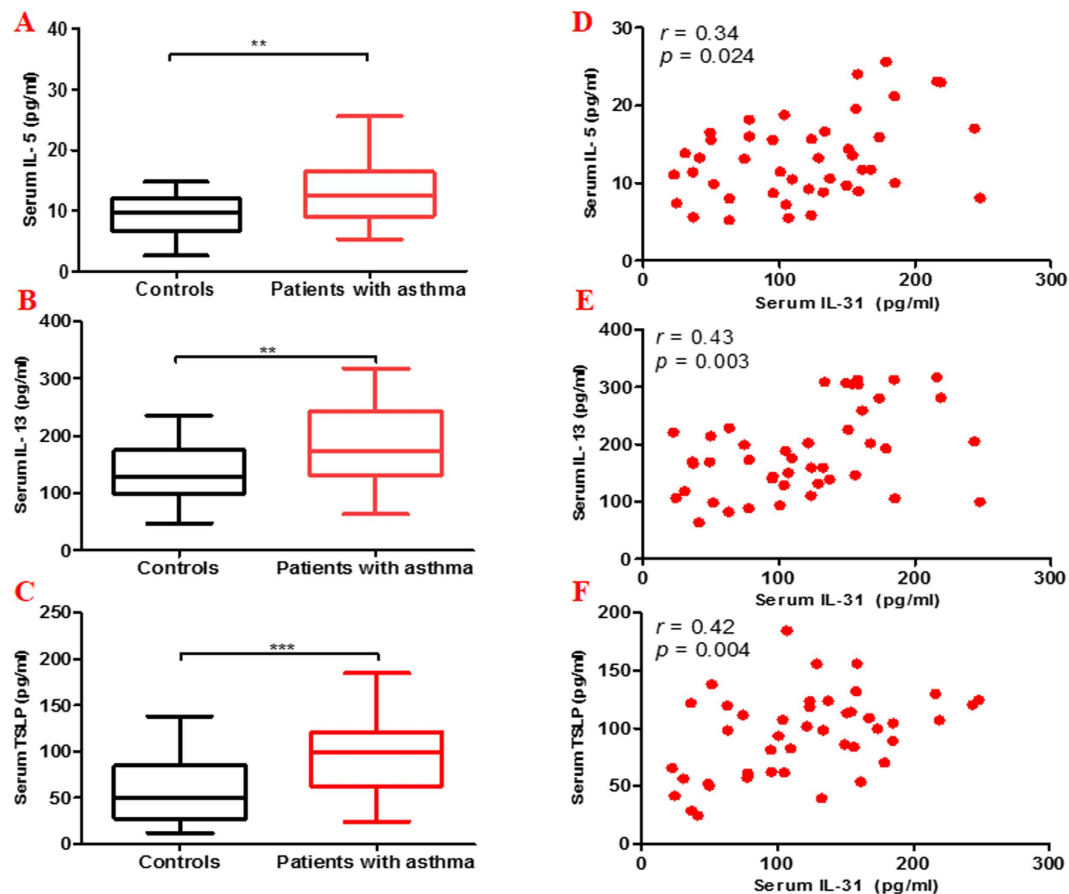 A
Serum IL- 5 (pg/ml)
40
30
20
10
0
**
Controls
Patients with asthma
D
r = 0.34
p = 0.024
Serum IL- 5 (pg/ml)
30
20
10
0
0
100
200
300
Serum IL-31 (pg/ml)
B
Serum IL- 13 (pg/ml)
400
300
200
100
0
**
Controls
Patients with asthma
E
r = 0.43
p = 0.003
Serum IL- 13 (pg/ml)
400
300
200
100
0
0
100
200
300
Serum IL-31 (pg/ml)
C
Serum TSLP (pg/ml)
250
200
150
100
50
0
***
Controls
Patients with asthma
F
r = 0.42
p = 0.004
Serum TSLP (pg/ml)
200
150
100
50
0
0
100
200
300
Serum IL-31 (pg/ml)